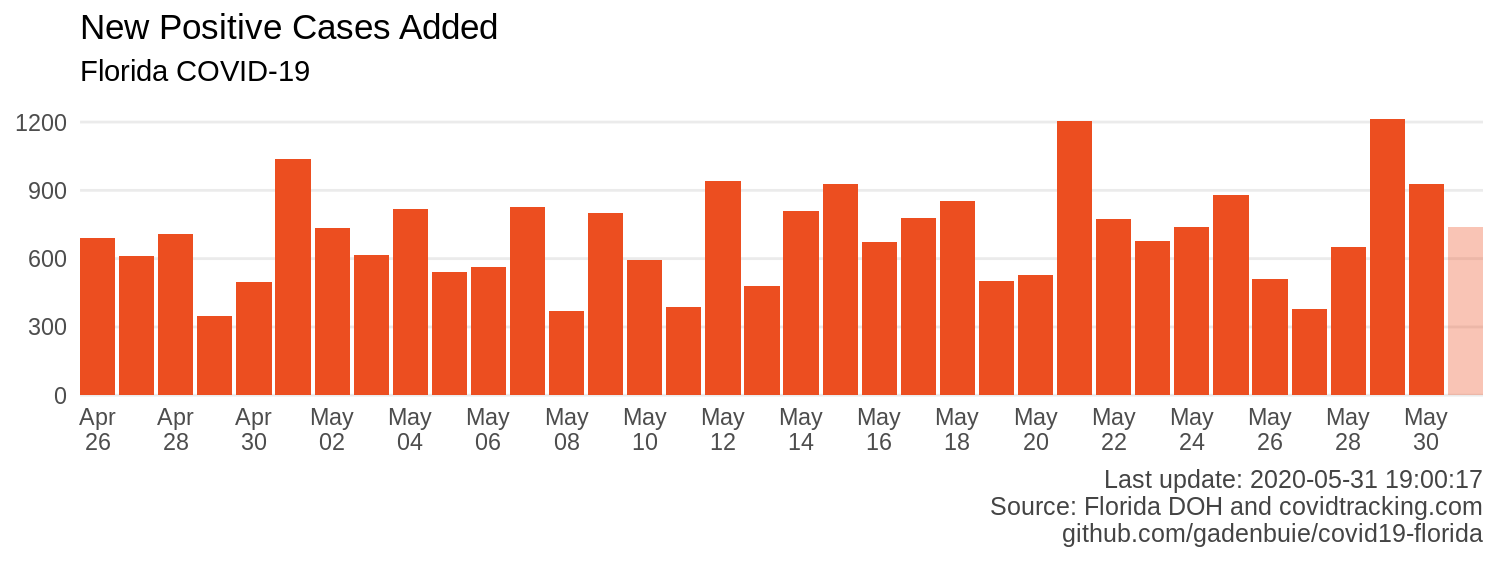 New Positive Cases Added
Florida COVID-19
1200
900
600
300
0
Apr Apr Apr May May May May May May May May May May May May May May May
26 28 30 02 04 06 08 10 12 14 16 18 20 22 24 26 28 30
Last update: 2020-05-31 19:00:17
Source: Florida DOH and covidtracking.com
github.com/gadenbuie/covid19-florida